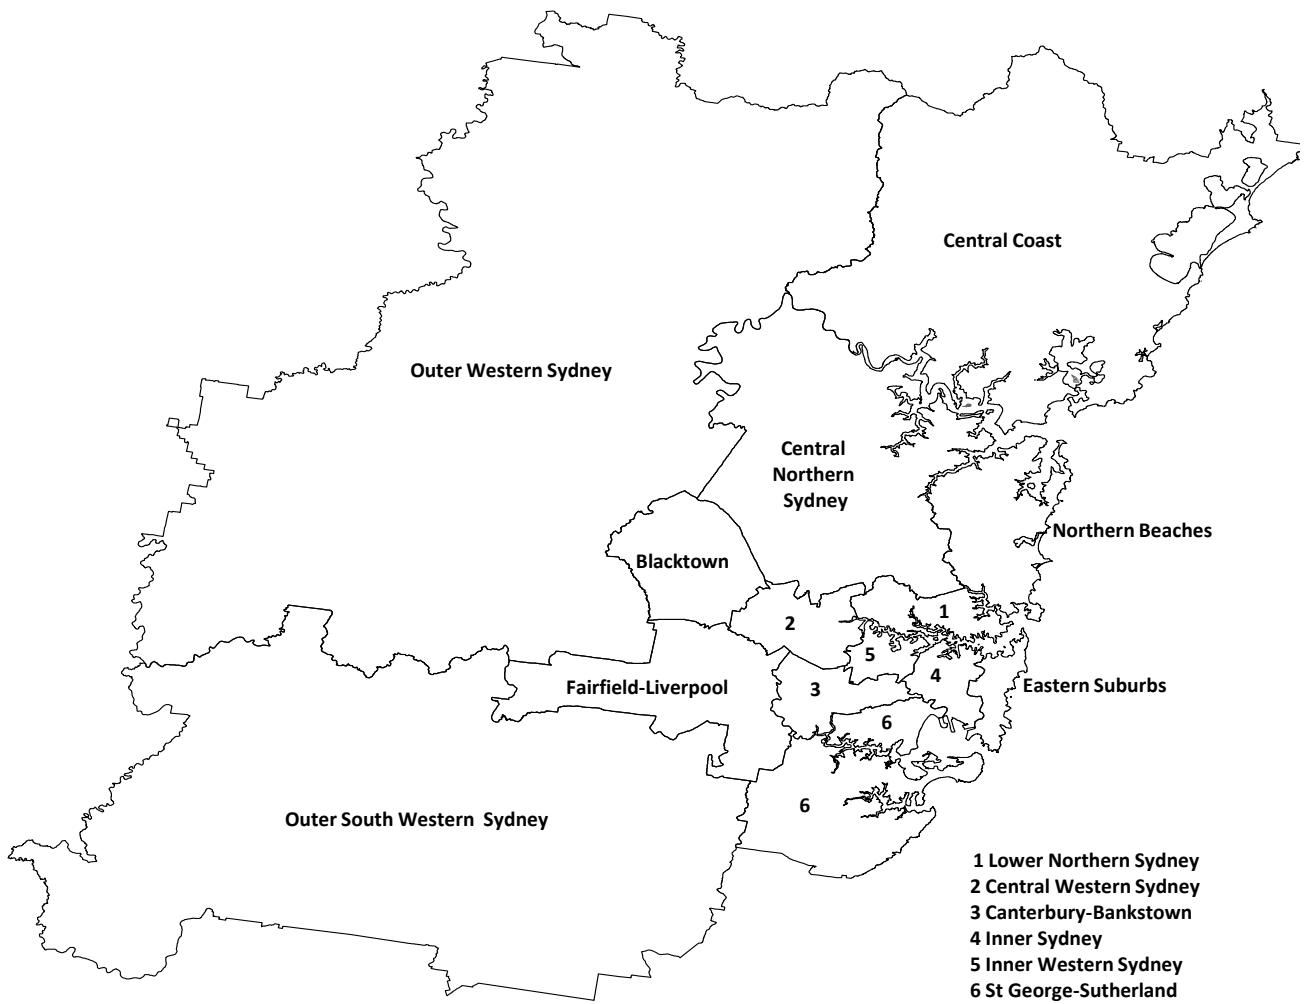 Central Coast
Outer Western Sydney
Central
Northern
Sydney
Northern Beaches
Blacktown
1
2
5
4
Fairfield-Liverpool
3
Eastern Suburbs
6
6
Outer South Western Sydney
1 Lower Northern Sydney
2 Central Western Sydney
3 Canterbury-Bankstown
4 Inner Sydney
5 Inner Western Sydney
6 St George-Sutherland